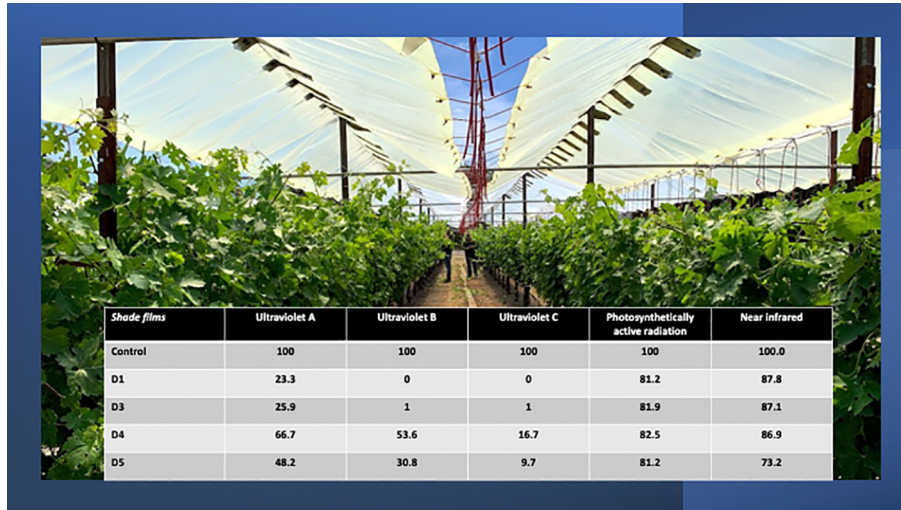 Shade films Ultraviolet A Ultraviolet B Ultraviolet C Photosynthetically active radiation Near infrared
Control 100 100 100 100 100.0
D1 23.3 0 0 81.2 87.8
D3 25.9 1 1 81.9 87.1
D4 66.7 53.6 16.7 82.5 86.9
D5 48.2 30.8 9.7 81.2 73.2